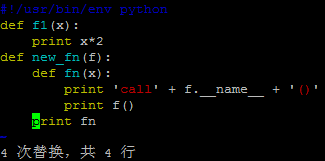 #!/usr/bin/env python
def f1(x):
    print x*2
def new_fn(f):
    def fn(x):
        print 'call' + f.__name__ + '()'
        print f()
    print fn
~
4 次替换，共 4 行